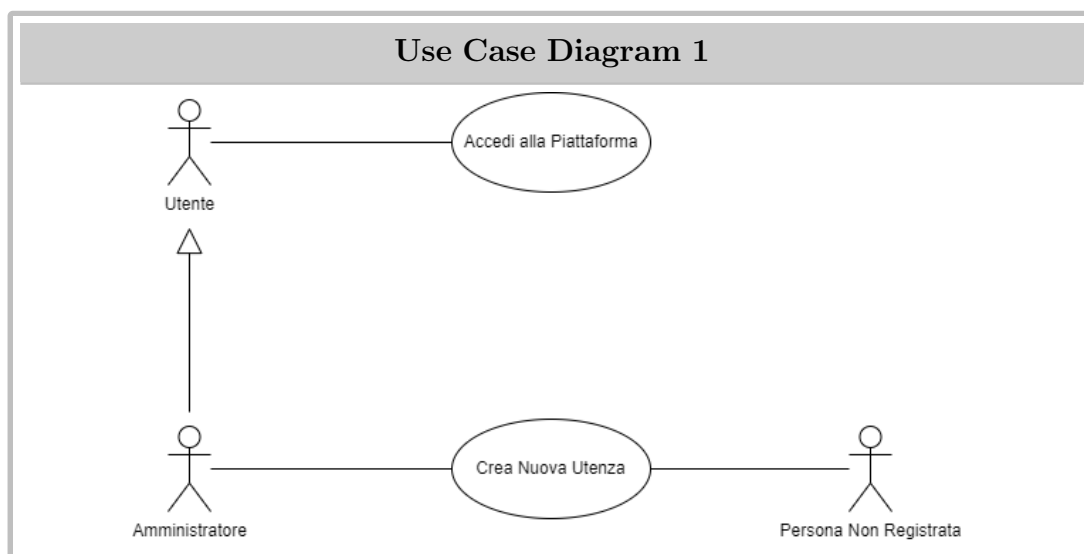 Use Case Diagram 1
Accedi alla Piattaforma
Utente
Crea Nuova Utenza
Amministratore
Persona Non Registrata